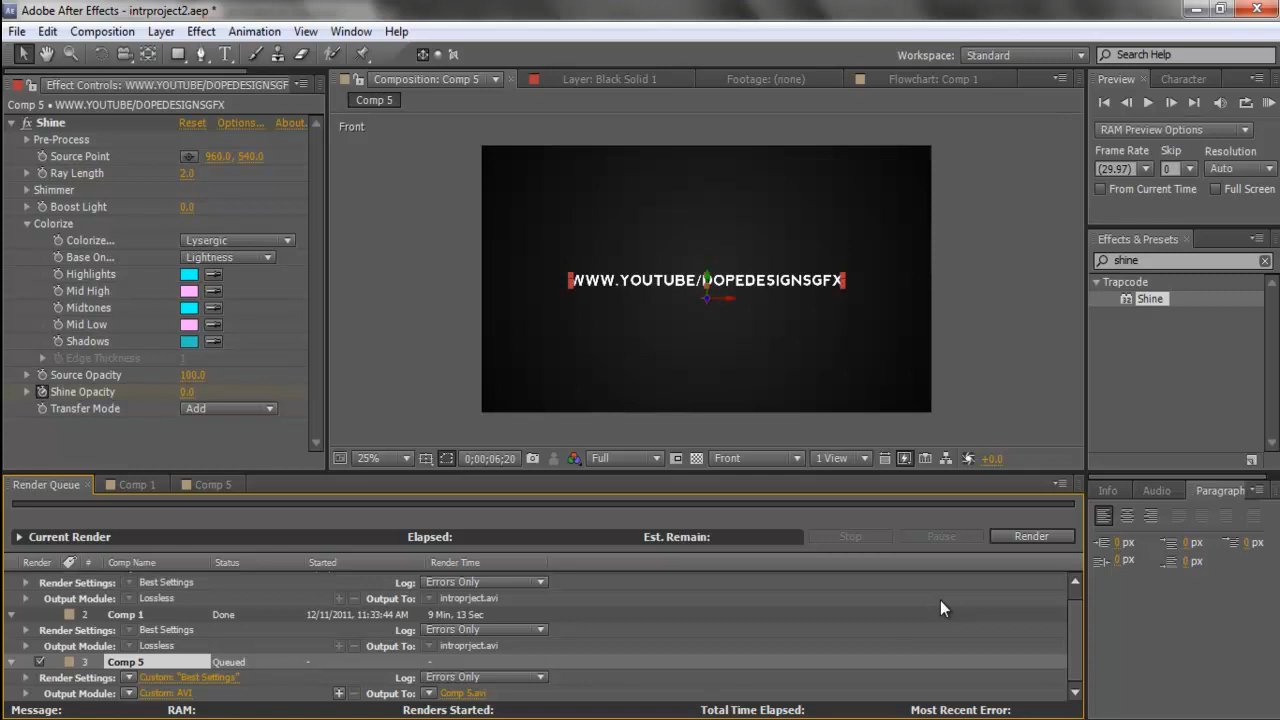 Adobe After Effects - intrproject2.aep *
File Edit Composition Layer Effect Animation View Window Help
Workspace: Standard Search Help
Effect Controls: WWW.YOUTUBE/DOPEDESIGNSGF
Composition: Comp 5 Layer: Black Solid 1 Footage: (none) Flowchart: Comp 1
Preview Character
Comp 5 • WWW.YOUTUBE/DOPEDESIGNSGFX
Comp 5
fx Shine Reset Options... About.
Front
RAM Preview Options
Pre-Process
Source Point 960.0, 540.0
Frame Rate Skip Resolution
Ray Length 2.0
(29.97) 0 Auto
Shimmer
From Current Time Full Screen
Boost Light 0.0
Colorize
Colorize... Lysergic
Effects & Presets
Base On... Lightness
shine
Highlights
WWW.YOUTUBE/DOPEDESIGNSGFX
Trapcode
Mid High
Shine
Midtones
Mid Low
Shadows
Edge Thickness 1
Source Opacity 100.0
Shine Opacity 0.0
Transfer Mode Add
25% 0;00;06;20 Full Front 1 View +0.0
Render Queue Comp 1 Comp 5
Info Audio Paragraph
Current Render Elapsed: Est. Remain: Stop Pause Render
0 px 0 px 0 px
0 px 0 px
Render # Comp Name Status Started Render Time
Render Settings: Best Settings Log: Errors Only
Output Module: Lossless Output To: introprject.avi
2 Comp 1 Done 12/11/2011, 11:33:44 AM 9 Min, 13 Sec
Render Settings: Best Settings Log: Errors Only
Output Module: Lossless Output To: introprject.avi
3 Comp 5 Queued - -
Render Settings: Custom "Best Settings" Log: Errors Only
Output Module: Custom: AVI Output To: Comp 5.avi
Message: RAM: Renders Started: Total Time Elapsed: Most Recent Error: